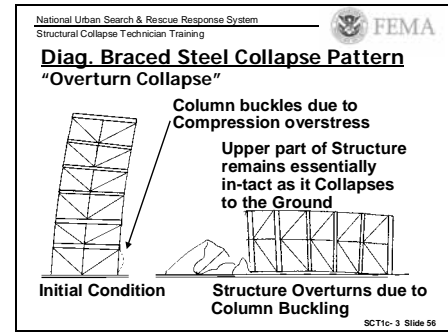 National Urban Search & Rescue Response System
Structural Collapse Technician Training
FEMA
Diag. Braced Steel Collapse Pattern
“Overturn Collapse”
Column buckles due to
Compression overstress
Upper part of Structure
remains essentially
in-tact as it Collapses
to the Ground
Initial Condition
Structure Overturns due to
Column Buckling
SCT1c- 3 Slide 56